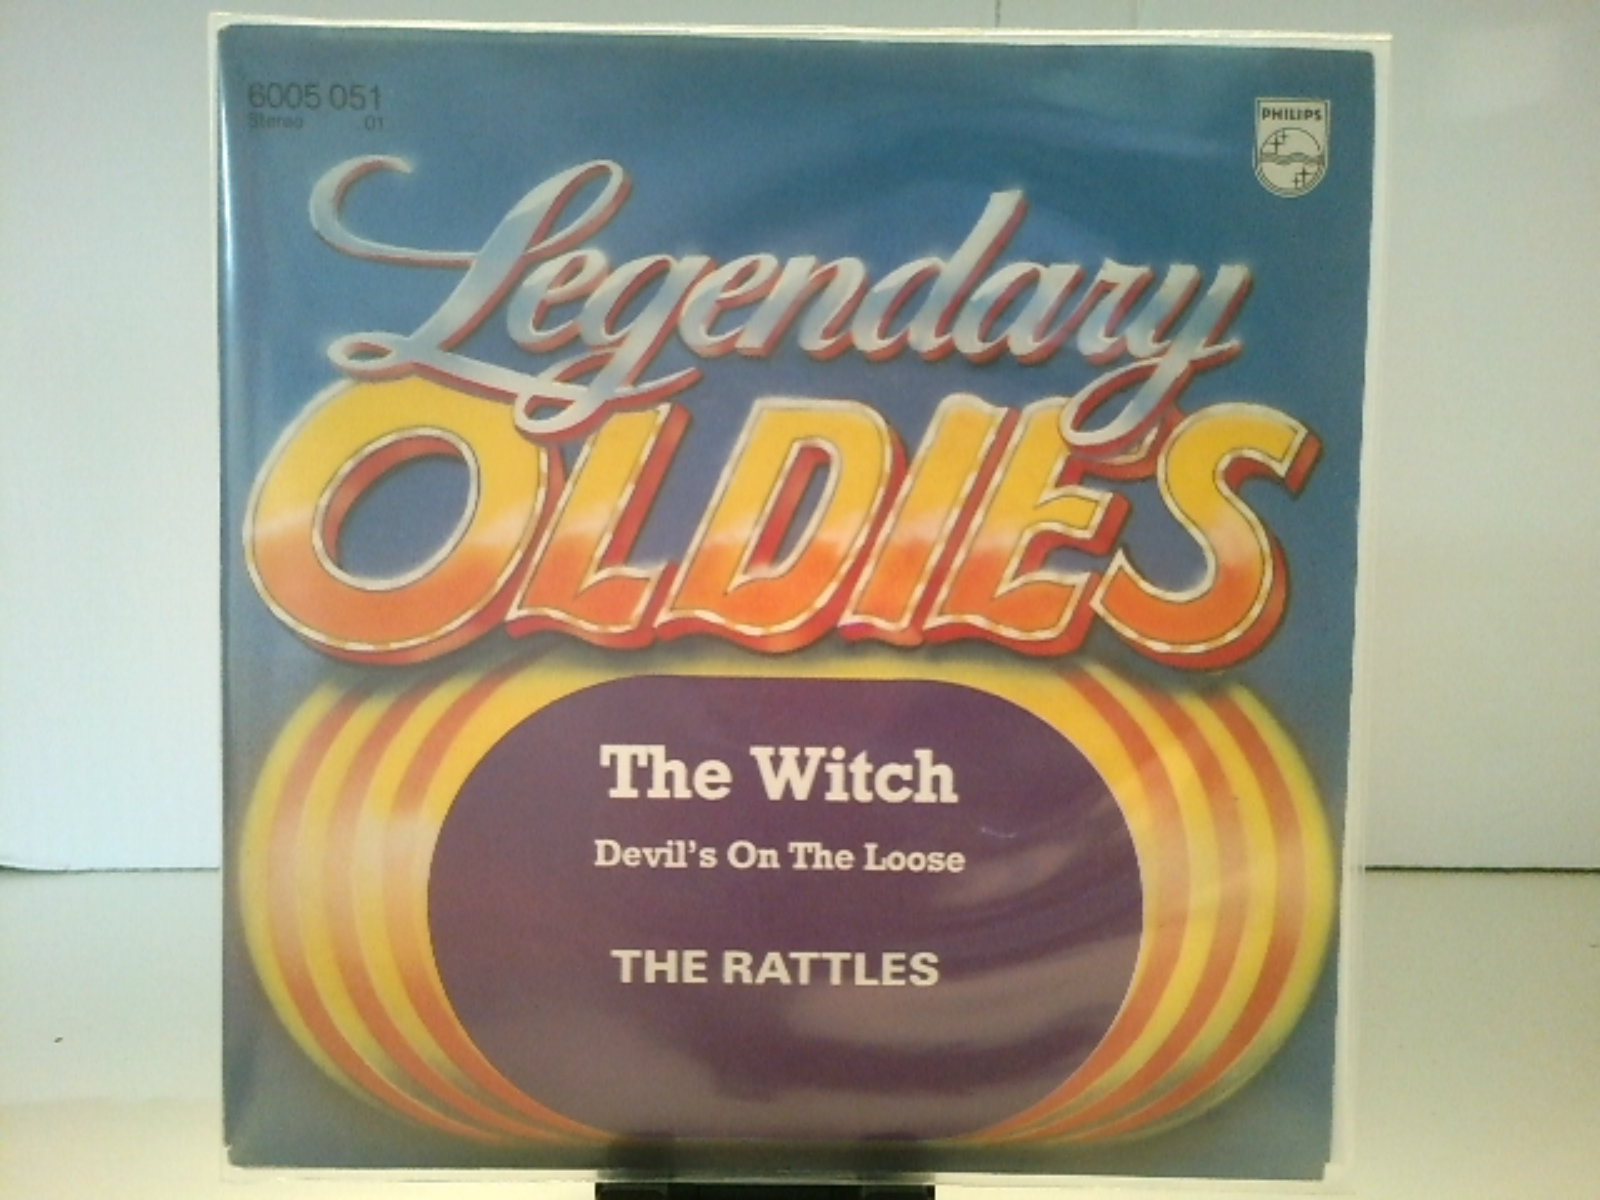 6005 051
Stereo 01
PHILIPS
Legendary
OLDIES
The Witch
Devil's On The Loose
THE RATTLES